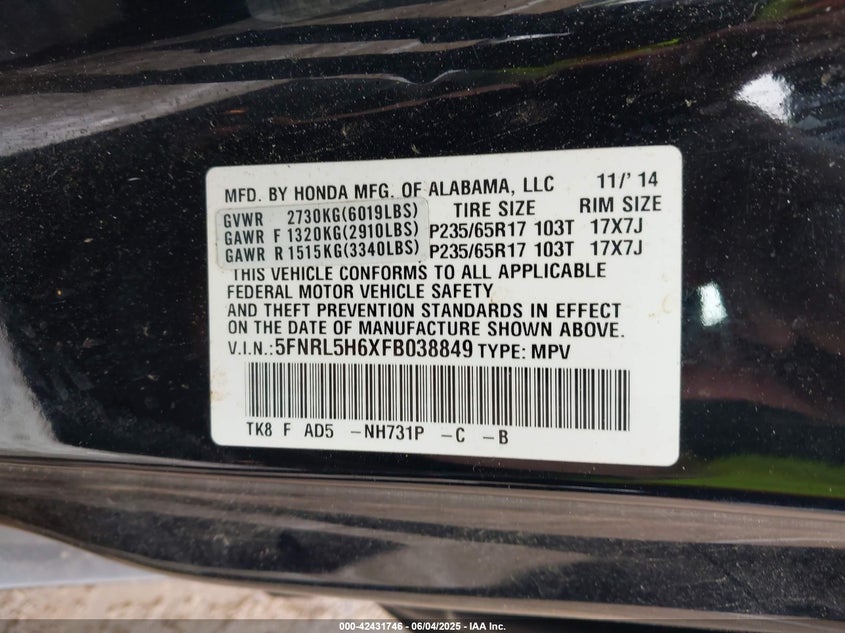 MFD. BY HONDA MFG. OF ALABAMA, LLC 11/' 14
GVWR 2730KG(6019LBS) TIRE SIZE RIM SIZE
GAWR F 1320KG(2910LBS) P235/65R17 103T 17X7J
GAWR R 1515KG(3340LBS) P235/65R17 103T 17X7J
THIS VEHICLE CONFORMS TO ALL APPLICABLE
FEDERAL MOTOR VEHICLE SAFETY
AND THEFT PREVENTION STANDARDS IN EFFECT
ON THE DATE OF MANUFACTURE SHOWN ABOVE.
V.I.N.:5FNRL5H6XFB038849 TYPE: MPV
TK8 F AD5 -NH731P -C -B
000-42431746 06/04/2025 - IAA Inc.